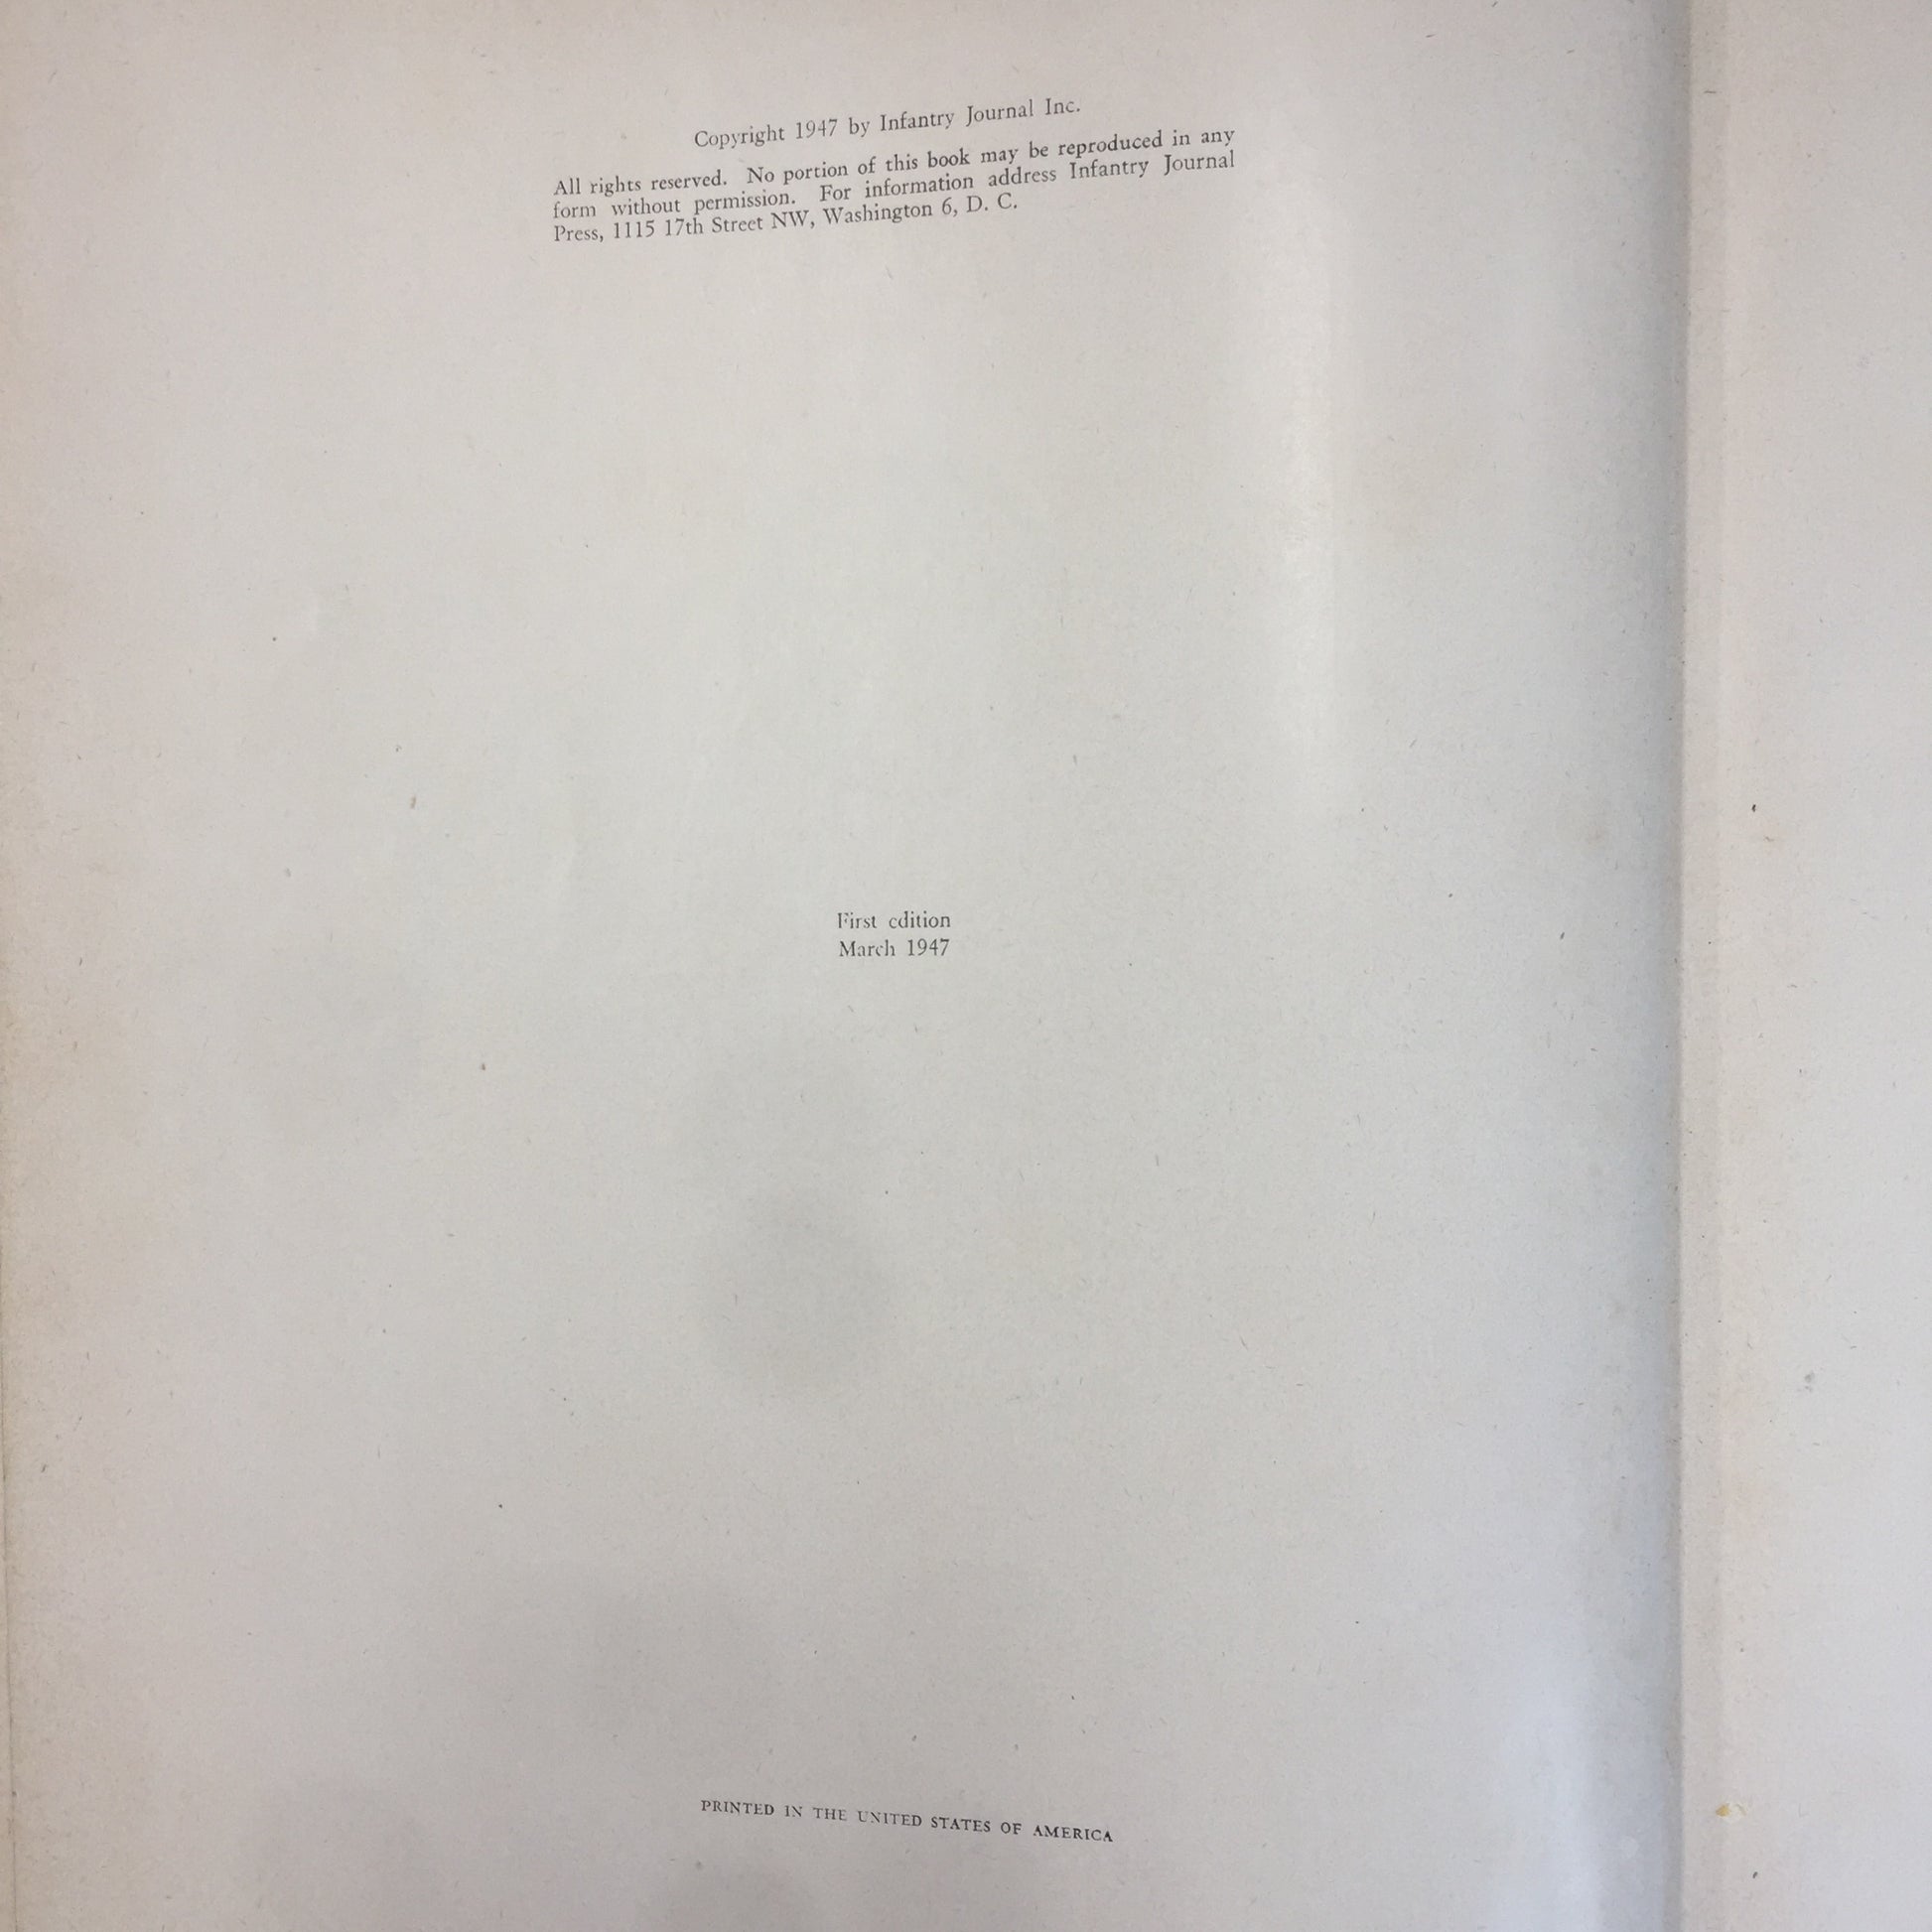 Copyright 1947 by Infantry Journal Inc.
All rights reserved. No portion of this book may be reproduced in any
form without permission. For information address Infantry Journal
Press, 1115 17th Street NW, Washington 6, D. C.
First edition
March 1947
PRINTED IN THE UNITED STATES OF AMERICA